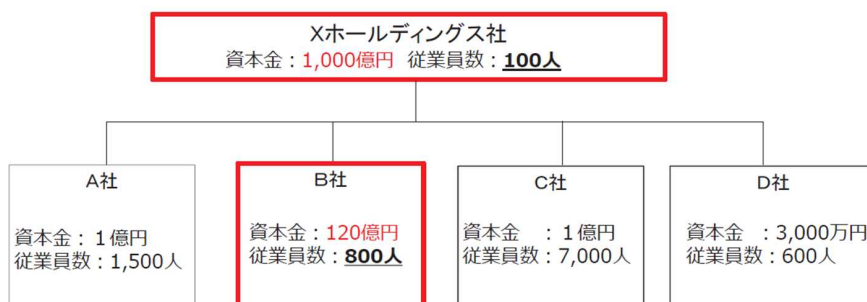 Xホールディングス社
資本金：1,000億円 従業員数：100人
A社
資本金：１億円
従業員数：1,500人
B社
資本金：120億円
従業員数：800人
C社
資本金 ：１億円
従業員数：7,000人
D社
資本金 ：3,000万円
従業員数：600人